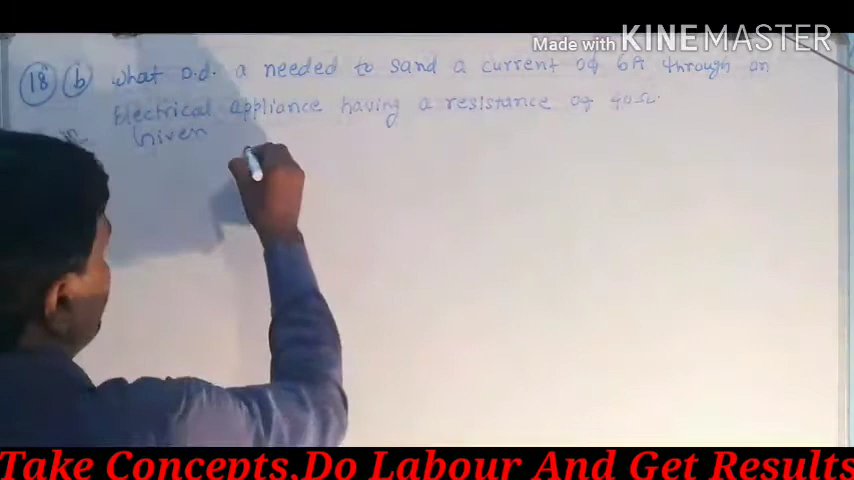 Made with KINEMASTER
18 b What p.d. a needed to sand a current of 6A through an
Electrical appliance having a resistance of 40Ω.
Given
Take Concepts,Do Labour And Get Results